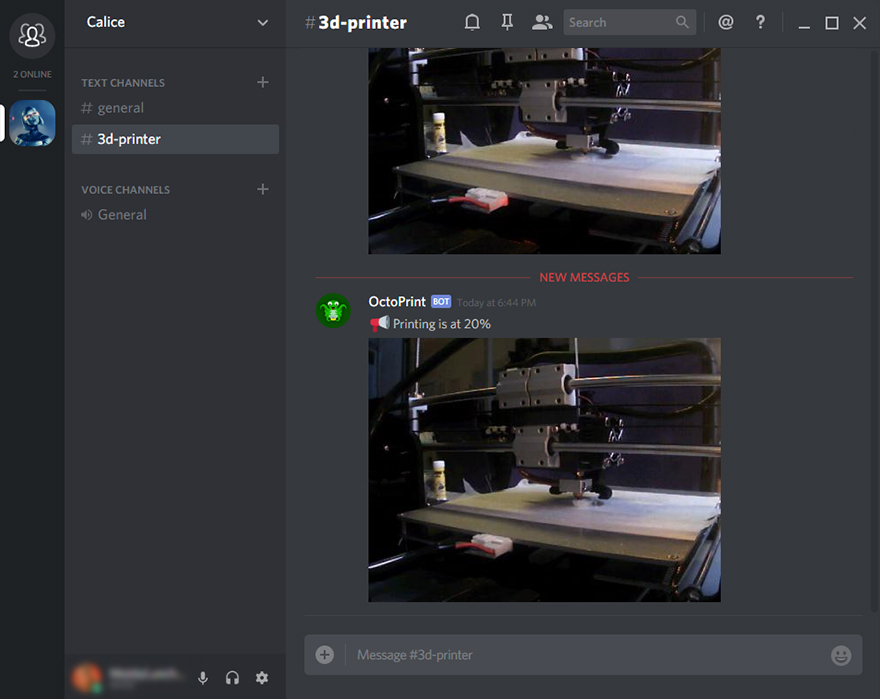 Calice
#3d-printer
Search
@
?
2 ONLINE
TEXT CHANNELS
# general
# 3d-printer
VOICE CHANNELS
General
NEW MESSAGES
OctoPrint BOT Today at 6:44 PM
Printing is at 20%
Message #3d-printer